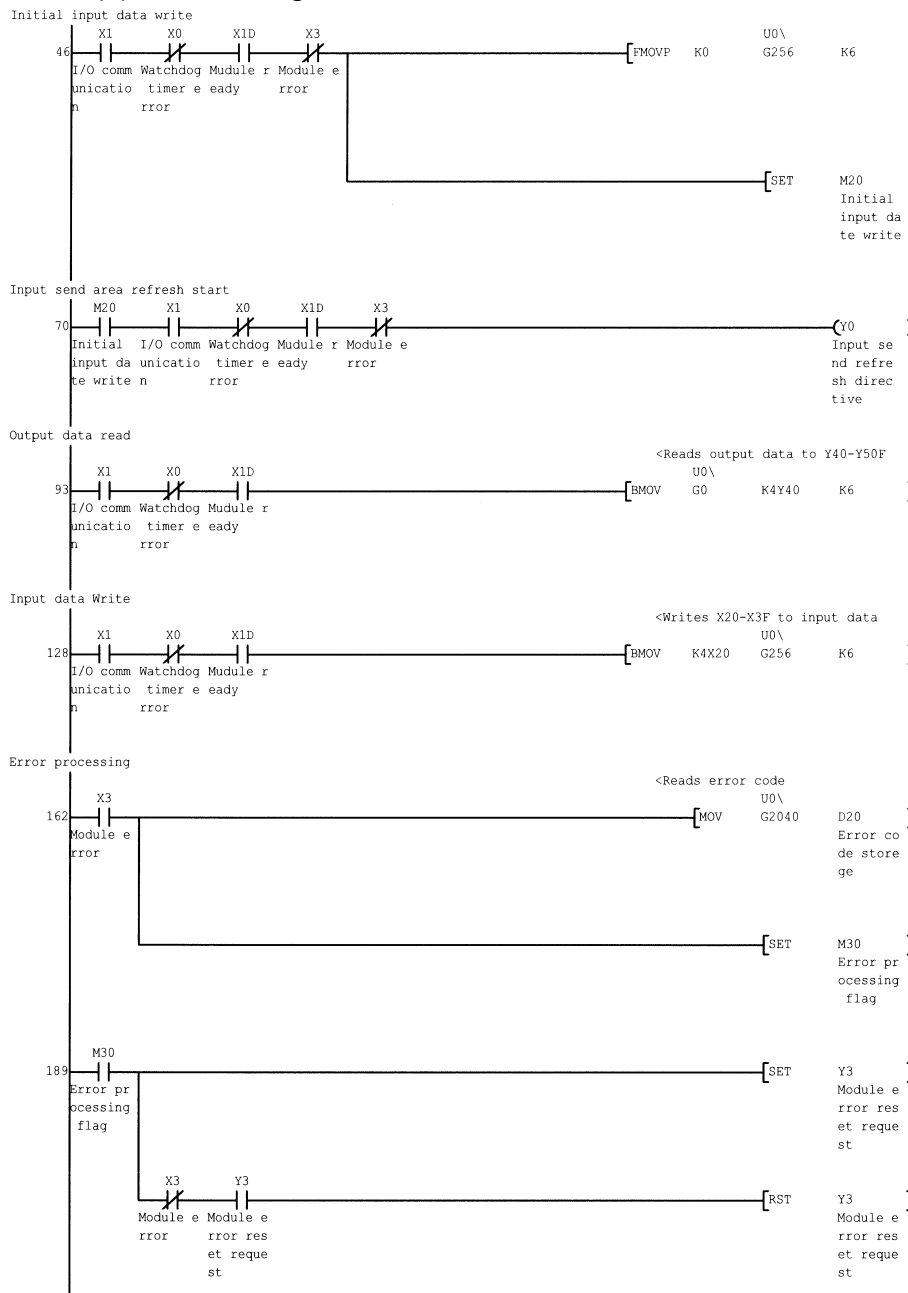 Initial input data write
X1 X0 X1D X3 U0\
46 FMOVP K0 G256 K6
I/O comm Watchdog Mudule r Module e
unicatio timer e eady rror
n rror
SET M20
Initial
input da
te write
Input send area refresh start
M20 X1 X0 X1D X3
70 Y0
Initial I/O comm Watchdog Mudule r Module e Input se
input da unicatio timer e eady rror nd refre
te write n rror sh direc
tive
Output data read
<Reads output data to Y40-Y50F
X1 X0 X1D U0\
93 BMOV G0 K4Y40 K6
I/O comm Watchdog Mudule r
unicatio timer e eady
n rror
Input data Write
<Writes X20-X3F to input data
X1 X0 X1D U0\
128 BMOV K4X20 G256 K6
I/O comm Watchdog Mudule r
unicatio timer e eady
n rror
Error processing
<Reads error code
X3 U0\
162 MOV G2040 D20
Module e Error co
rror de store
ge
SET M30
Error pr
ocessing
flag
M30
189 SET Y3
Error pr Module e
ocessing rror res
flag et reque
st
X3 Y3
RST Y3
Module e Module e Module e
rror rror res rror res
et reque et reque
st st